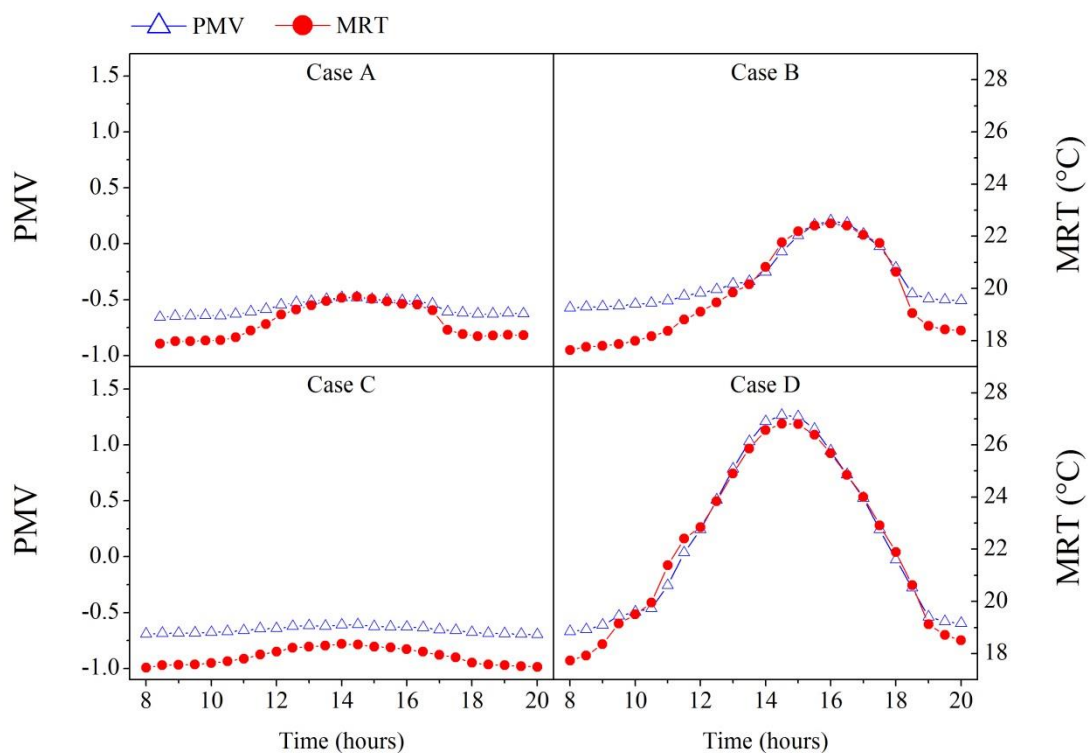 PMV MRT
Case A Case B
1.5
1.0
0.5
0.0
-0.5
-1.0
PMV
28
26
24
22
20
18
MRT (°C)
Case C Case D
1.5
1.0
0.5
0.0
-0.5
-1.0
PMV
28
26
24
22
20
18
MRT (°C)
8 10 12 14 16 18 20 8 10 12 14 16 18 20
Time (hours) Time (hours)